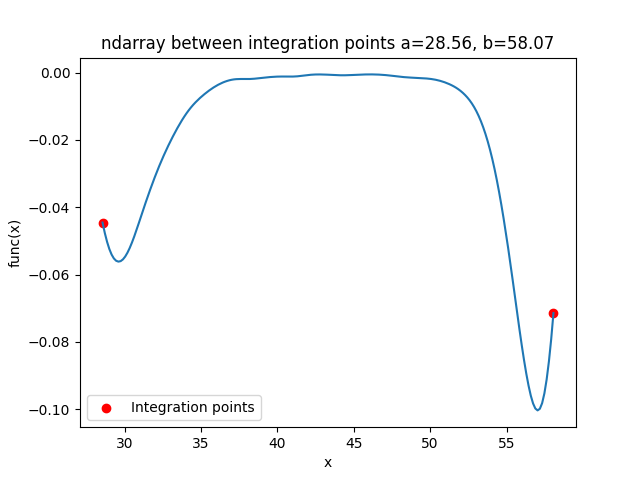 ndarray between integration points a=28.56, b=58.07
0.00
−0.02
−0.04
−0.06
−0.08
−0.10
func(x)
Integration points
30 35 40 45 50 55
x